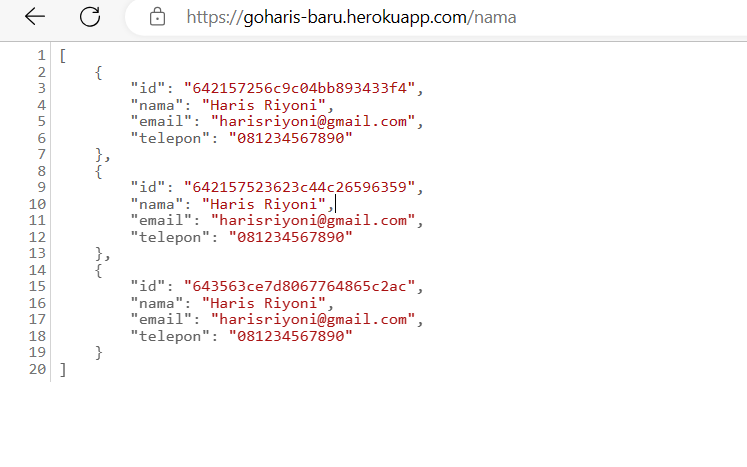 https://goharis-baru.herokuapp.com/nama
1 [
2 {
3 "id": "642157256c9c04bb893433f4",
4 "nama": "Haris Riyoni",
5 "email": "harisriyoni@gmail.com",
6 "telepon": "081234567890"
7 },
8 {
9 "id": "642157523623c44c26596359",
10 "nama": "Haris Riyoni",
11 "email": "harisriyoni@gmail.com",
12 "telepon": "081234567890"
13 },
14 {
15 "id": "643563ce7d8067764865c2ac",
16 "nama": "Haris Riyoni",
17 "email": "harisriyoni@gmail.com",
18 "telepon": "081234567890"
19 }
20 ]